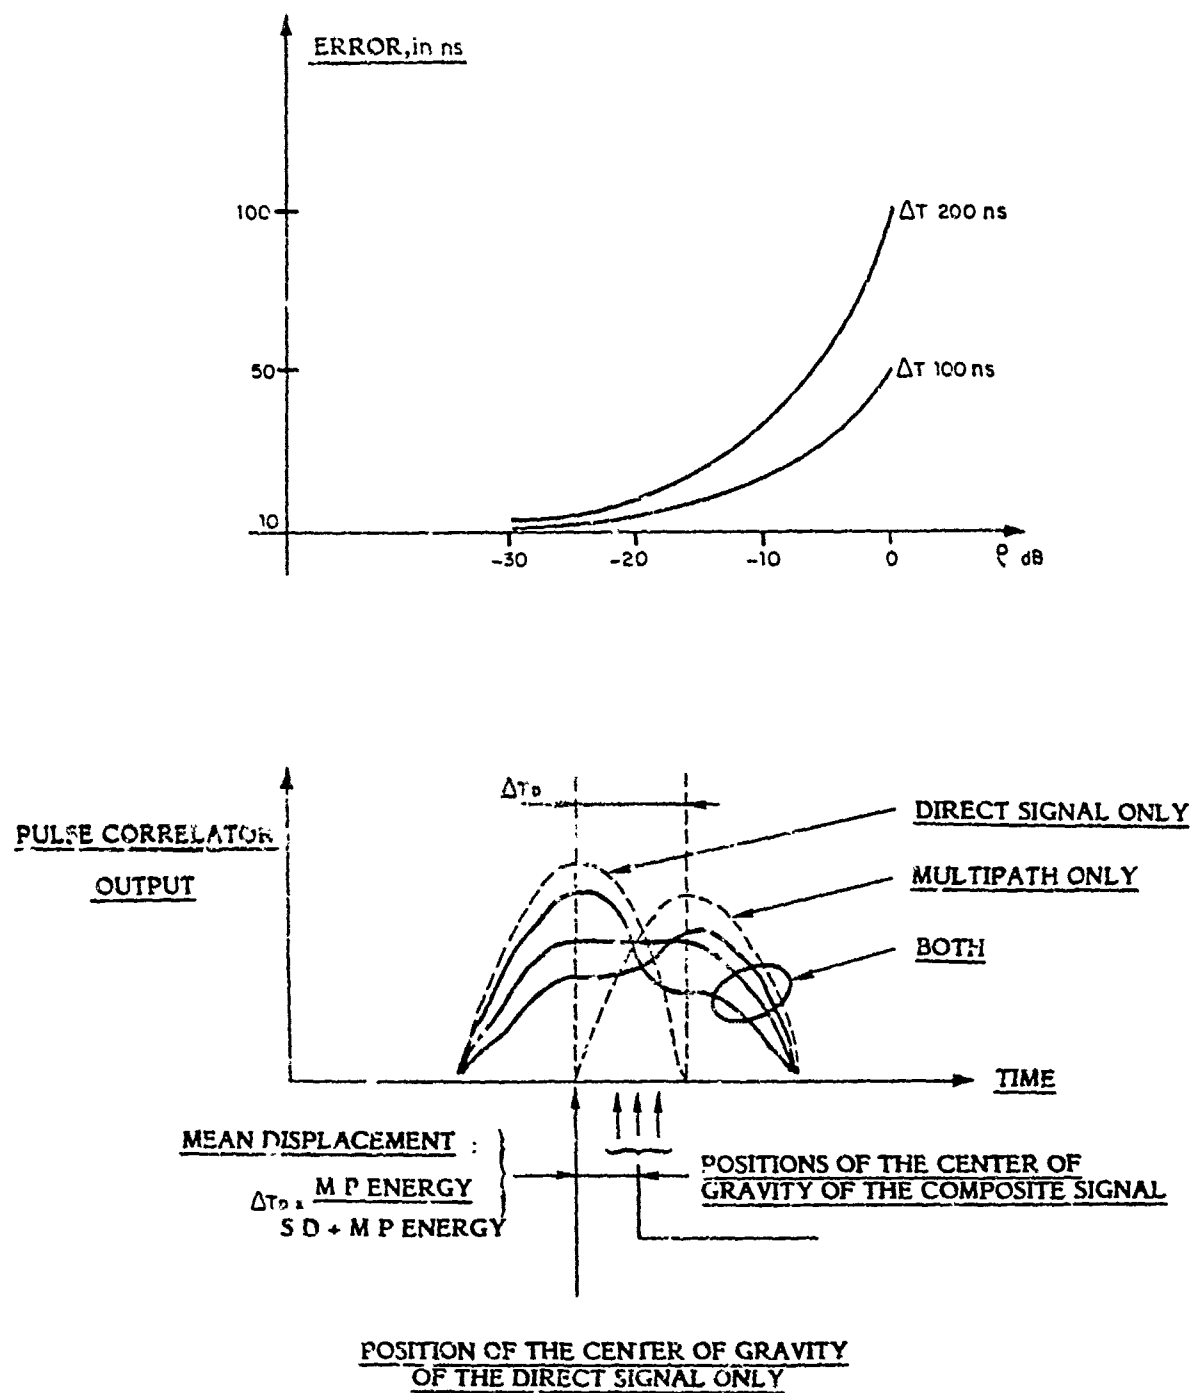 ERROR, in ns
100
ΔT 200 ns
50
ΔT 100 ns
10
-30
-20
-10
0
ρ dB
ΔTD
DIRECT SIGNAL ONLY
PULSE CORRELATOR
OUTPUT
MULTIPATH ONLY
BOTH
TIME
MEAN DISPLACEMENT :
ΔTD x M P ENERGY
S D + M P ENERGY
POSITIONS OF THE CENTER OF
GRAVITY OF THE COMPOSITE SIGNAL
POSITION OF THE CENTER OF GRAVITY
OF THE DIRECT SIGNAL ONLY